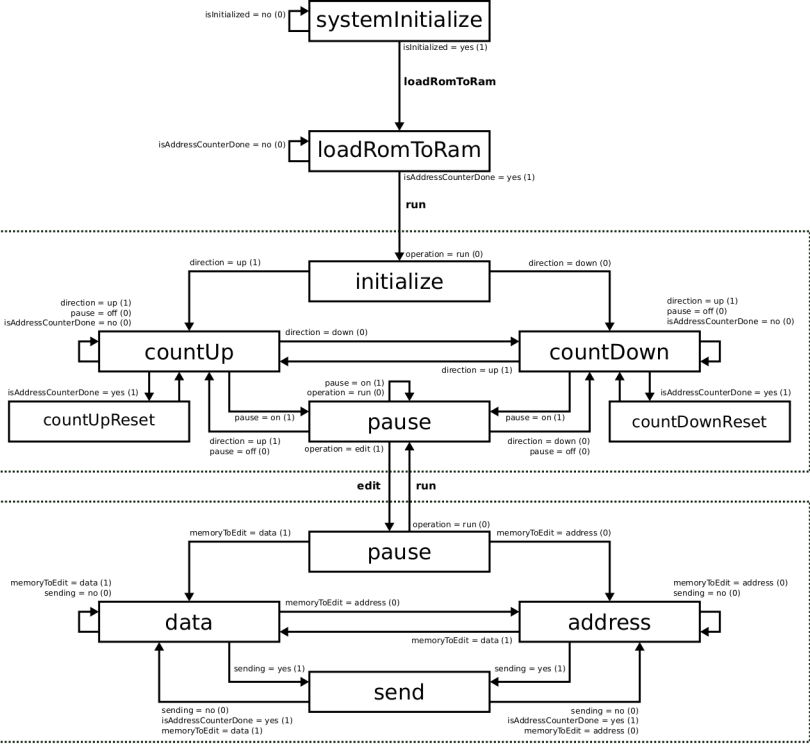 isInitialized = no (0)
systemInitialize
isInitialized = yes (1)
loadRomToRam
isAddressCounterDone = no (0)
loadRomToRam
isAddressCounterDone = yes (1)
run
operation = run (0)
direction = up (1)
direction = down (0)
initialize
direction = up (1)
pause = off (0)
isAddressCounterDone = no (0)
direction = up (1)
pause = off (0)
isAddressCounterDone = no (0)
direction = down (0)
countUp
countDown
direction = up (1)
isAddressCounterDone = yes (1)
pause = on (1)
operation = run (0)
isAddressCounterDone = yes (1)
countUpReset
pause = on (1)
pause
pause = on (1)
countDownReset
direction = up (1)
pause = off (0)
operation = edit (1)
direction = down (0)
pause = off (0)
edit
run
operation = run (0)
memoryToEdit = data (1)
memoryToEdit = address (0)
pause
memoryToEdit = data (1)
sending = no (0)
memoryToEdit = address (0)
sending = no (0)
memoryToEdit = address (0)
data
address
memoryToEdit = data (1)
sending = yes (1)
sending = yes (1)
send
sending = no (0)
isAddressCounterDone = yes (1)
memoryToEdit = data (1)
sending = no (0)
isAddressCounterDone = yes (1)
memoryToEdit = address (0)